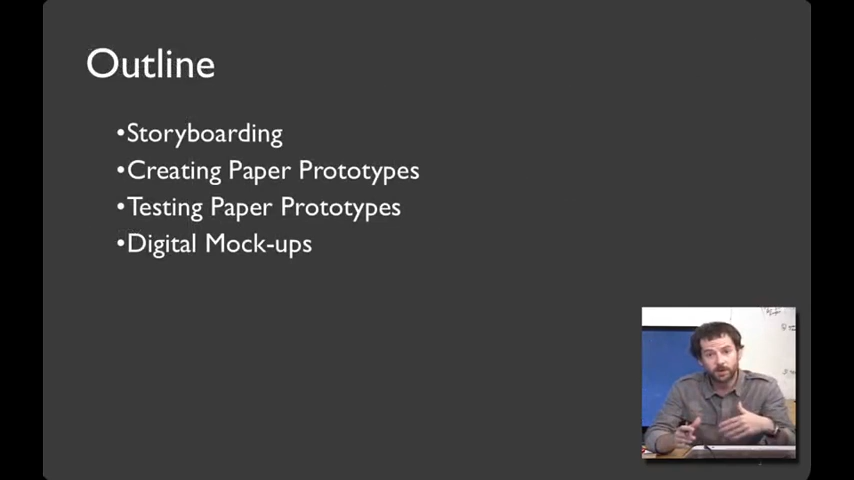 Outline
•Storyboarding
•Creating Paper Prototypes
•Testing Paper Prototypes
•Digital Mock-ups